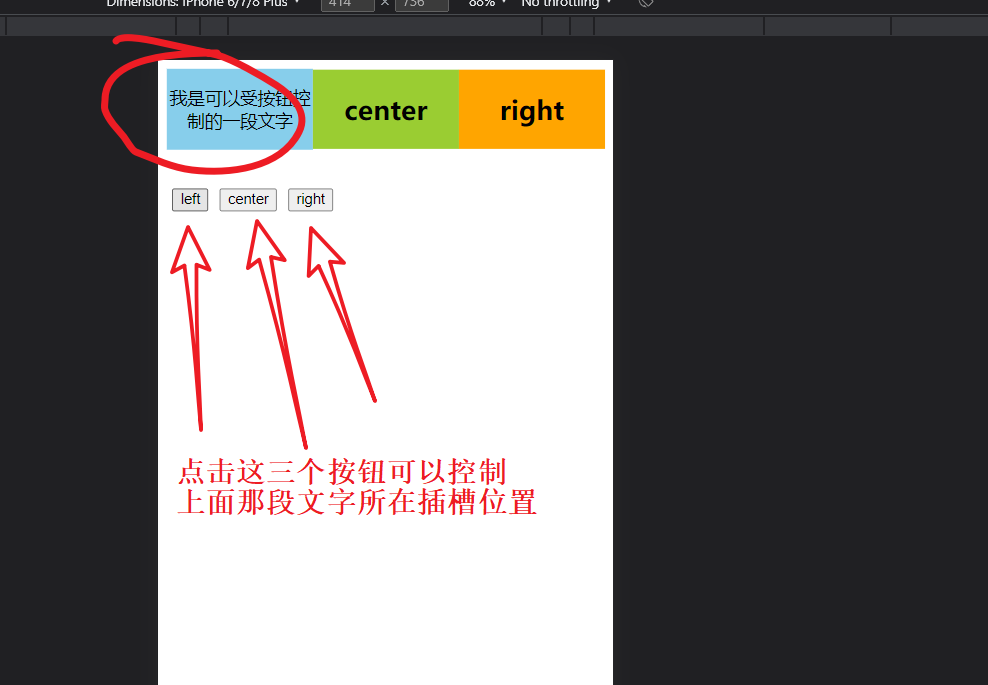 Dimensions: iPhone 6/7/8 Plus ▼ 414 × 736 88% ▼ No throttling ▼
我是可以受按钮控
制的一段文字
center
right
left center right
点击这三个按钮可以控制
上面那段文字所在插槽位置